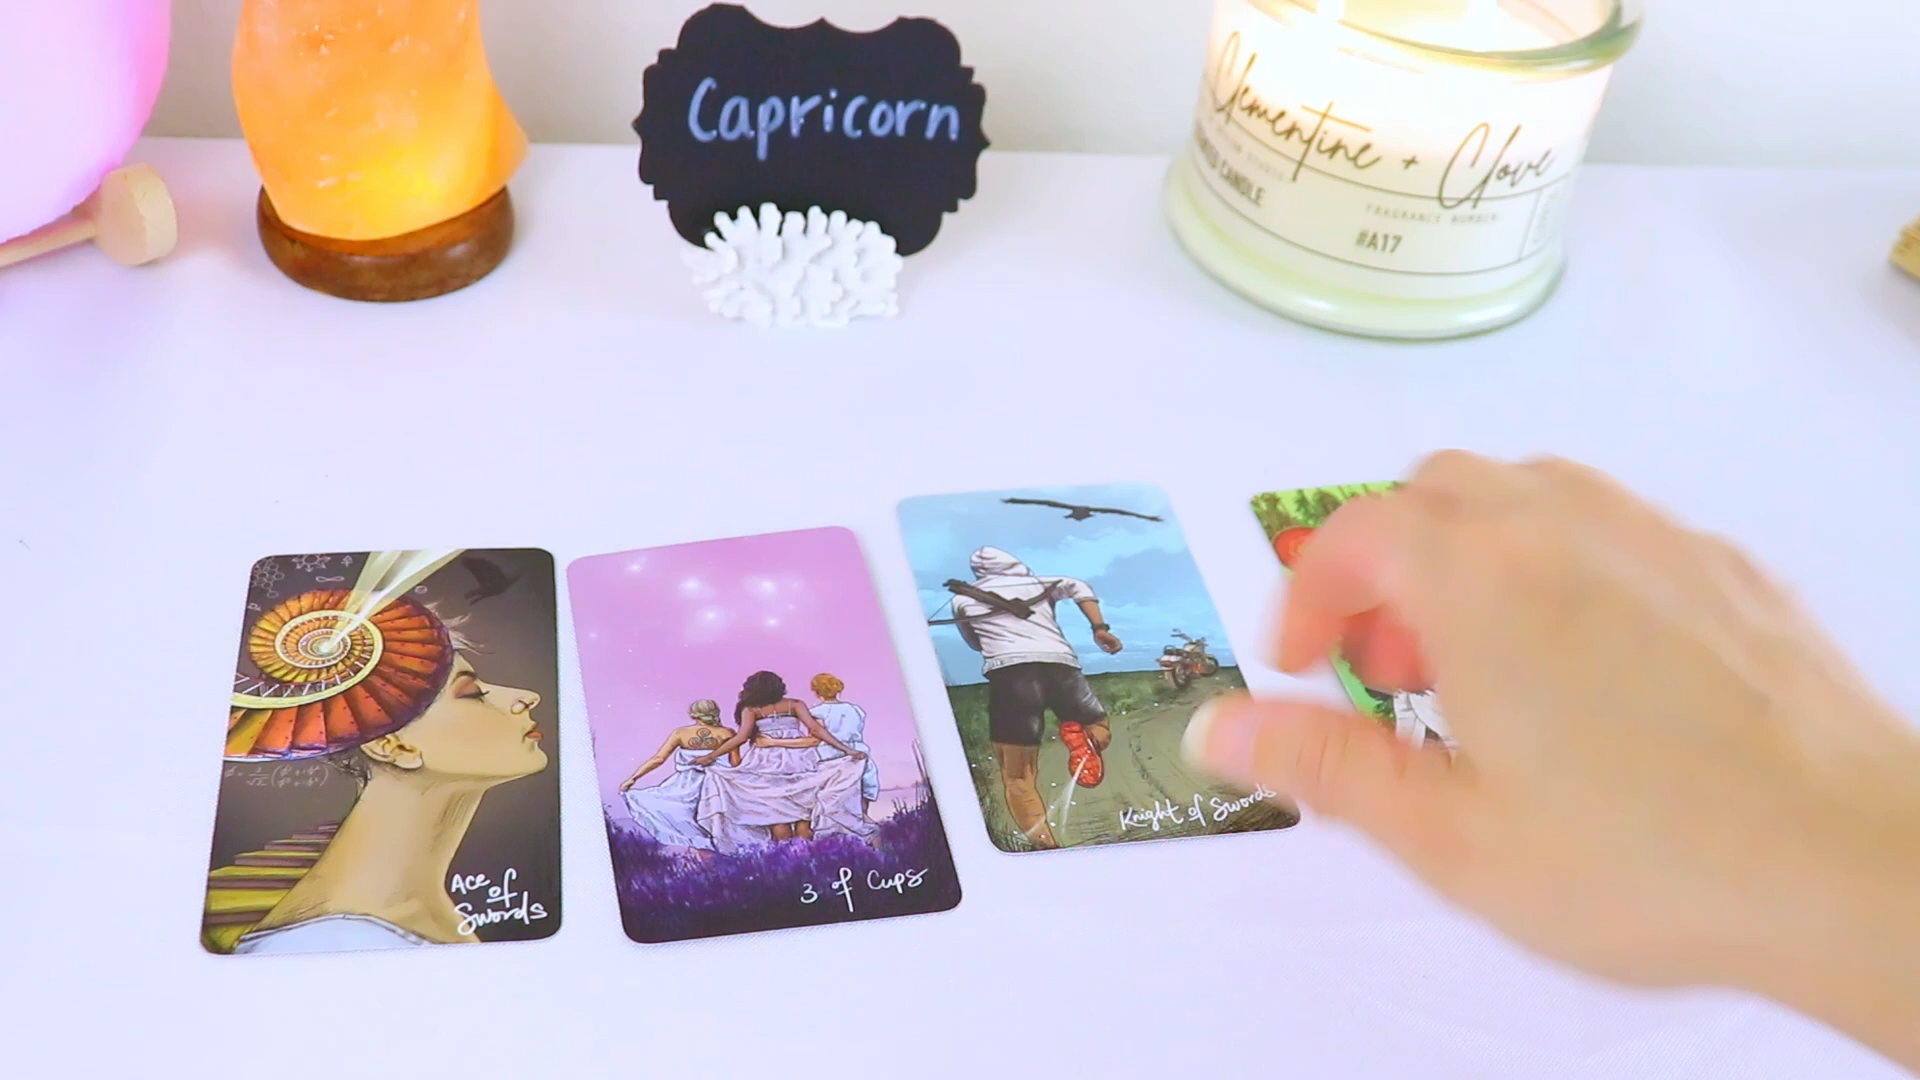 Capricorn
Clementine + Clove
CANDLE
FRAGRANCE NUMBER:
#A17
Ace
of
Swords
3 of Cups
Knight of Swords